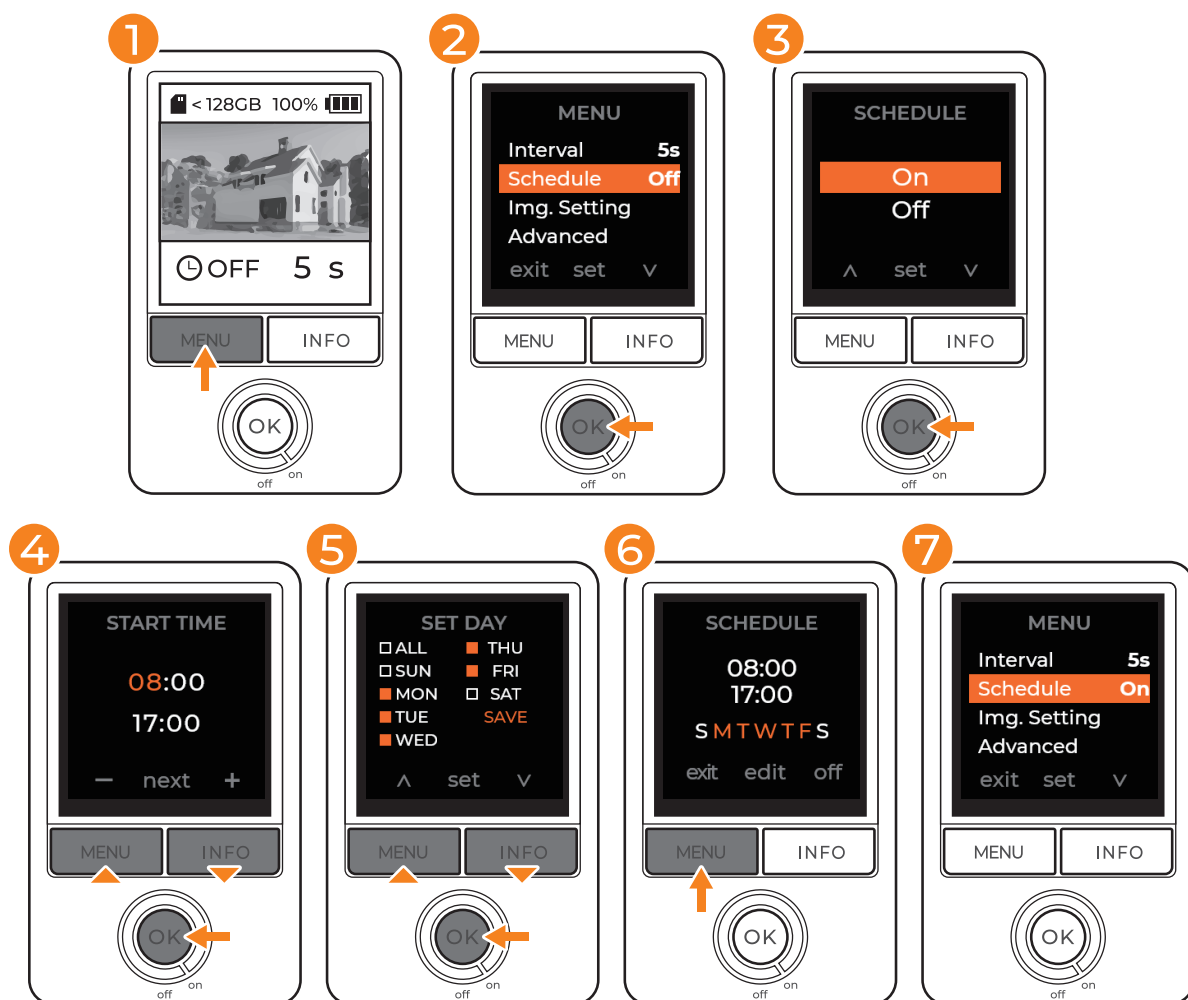 1
< 128GB 100%
OFF 5 s
MENU INFO
OK
off on
2
MENU
Interval 5s
Schedule Off
Img. Setting
Advanced
exit set v
MENU INFO
OK
off on
3
SCHEDULE
On
Off
∧ set v
MENU INFO
OK
off on
4
START TIME
08:00
17:00
− next +
MENU INFO
OK
off on
5
SET DAY
ALL THU
SUN FRI
MON SAT
TUE SAVE
WED
∧ set v
MENU INFO
OK
off on
6
SCHEDULE
08:00
17:00
S M T W T F S
exit edit off
MENU INFO
OK
off on
7
MENU
Interval 5s
Schedule On
Img. Setting
Advanced
exit set v
MENU INFO
OK
off on